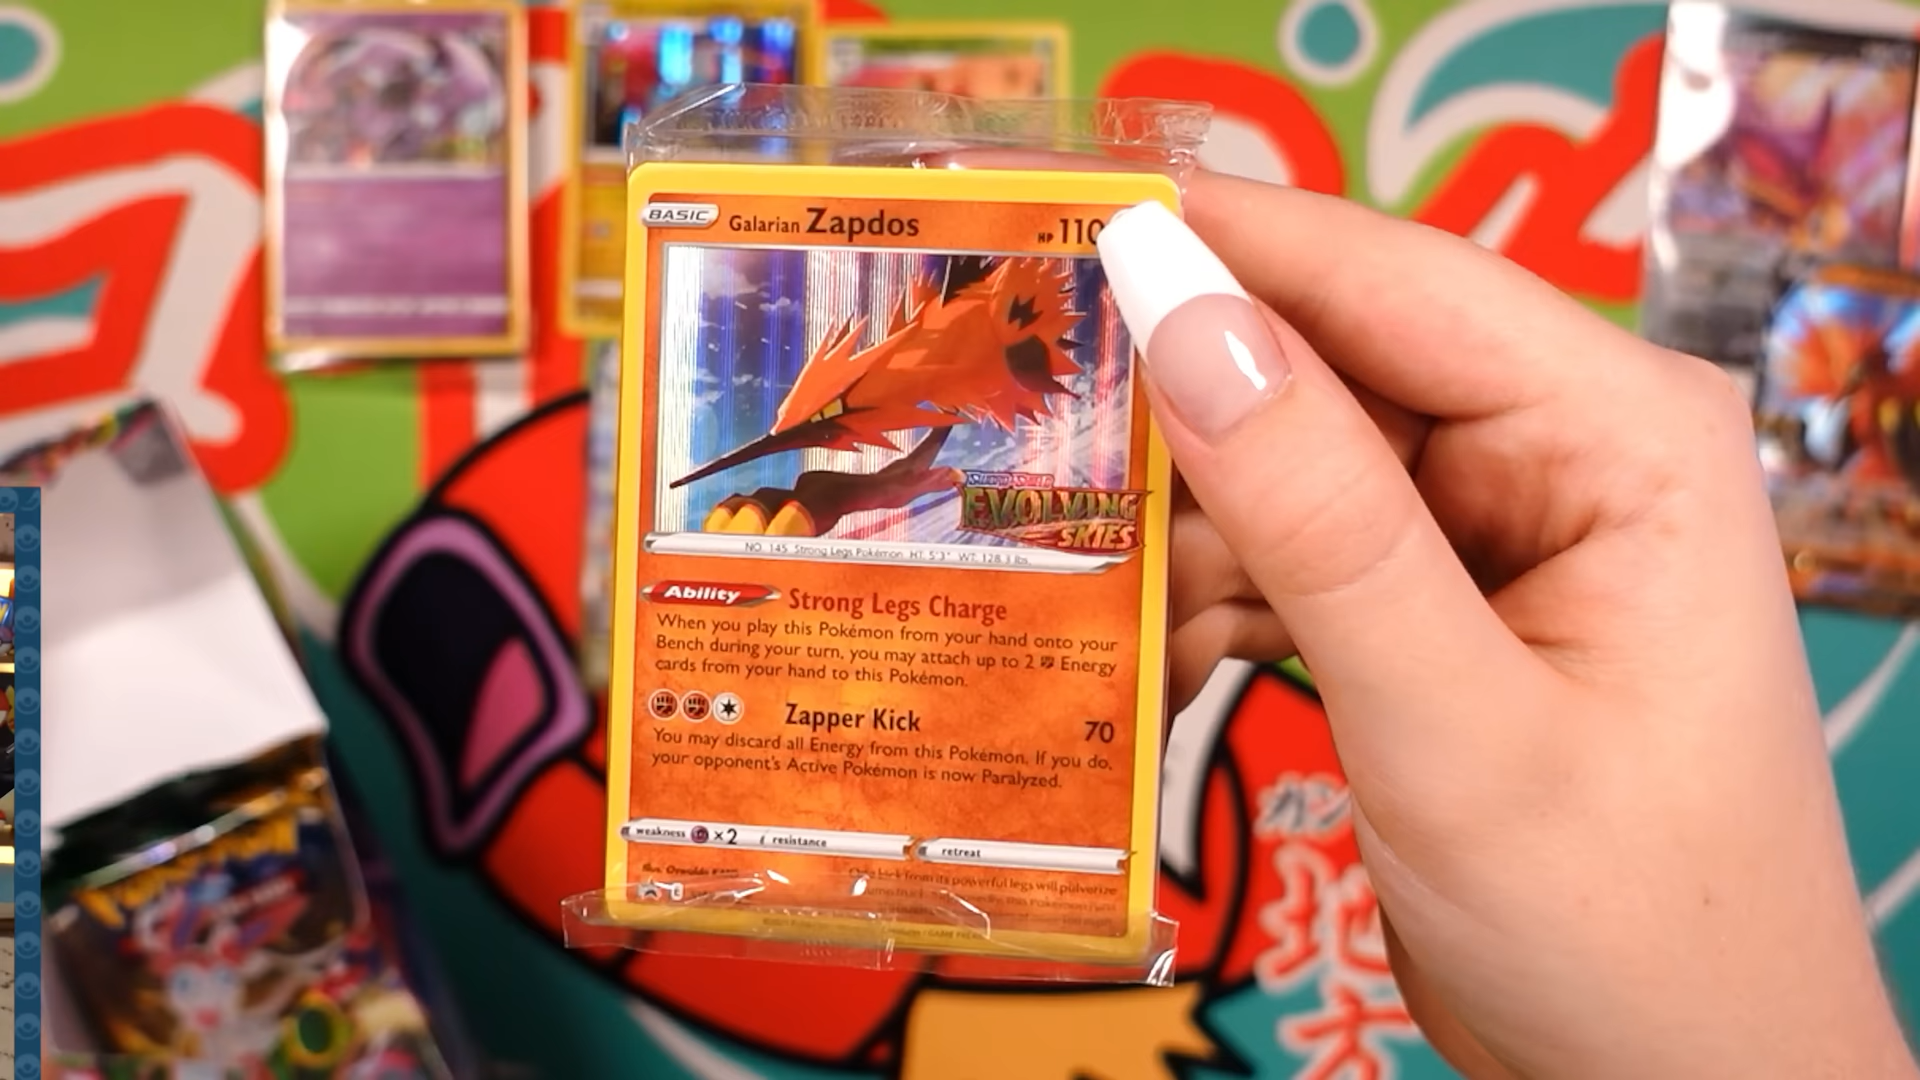 BASIC
Galarian Zapdos
HP 110
EVOLVING
SKIES
NO. 145 Strong Legs Pokémon HT: 5'3" WT: 128.3 lbs.
Ability Strong Legs Charge
When you play this Pokémon from your hand onto your
Bench during your turn, you may attach up to 2 Energy
cards from your hand to this Pokémon.
Zapper Kick 70
You may discard all Energy from this Pokémon. If you do,
your opponent's Active Pokémon is now Paralyzed.
weakness ×2 resistance retreat
Illus.
kick from its powerful legs will pulverize
E
地
方